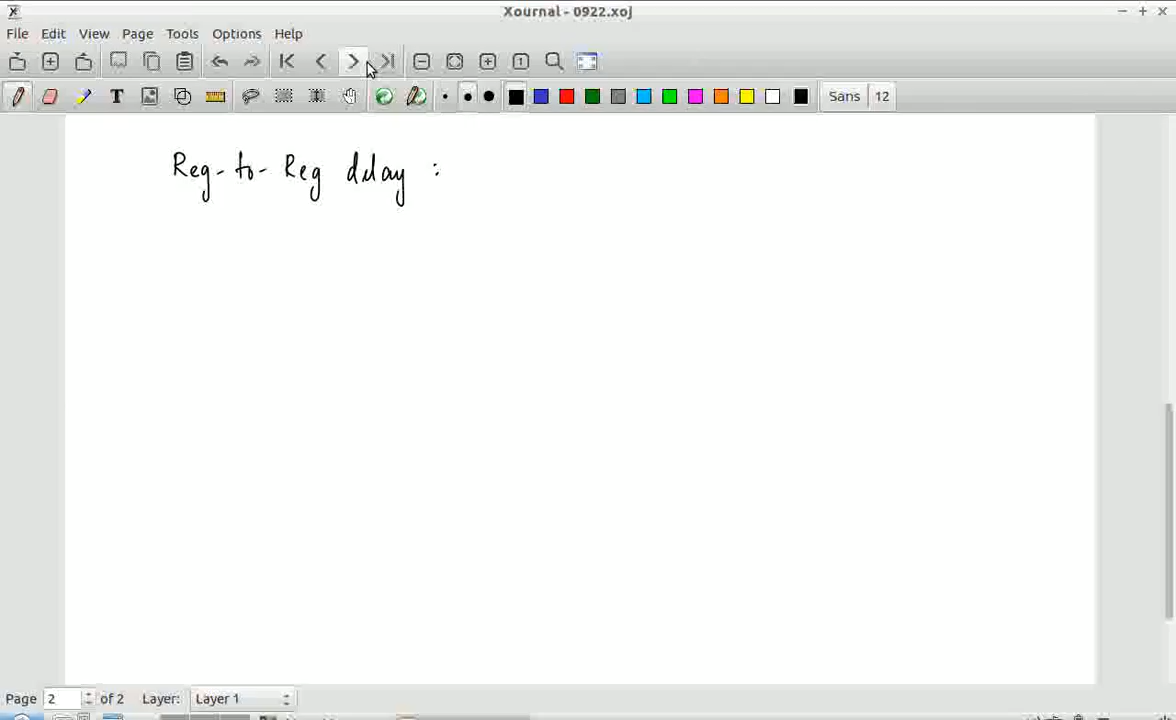 Xournal - 0922.xoj
File Edit View Page Tools Options Help
Sans 12
Reg-to-Reg delay :
Page 2 of 2 Layer: Layer 1